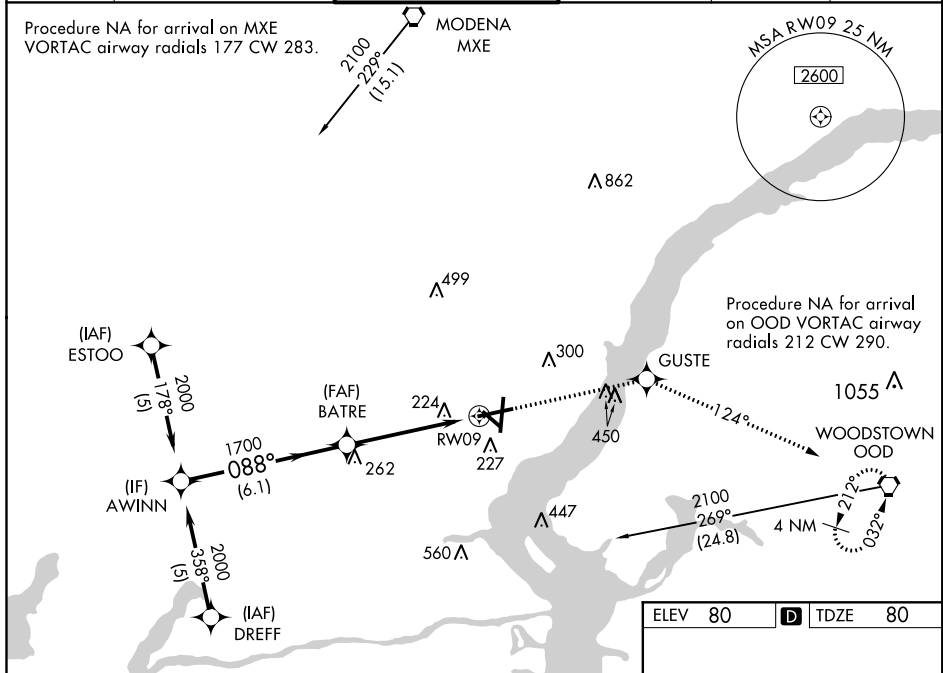 Procedure NA for arrival on MXE
VORTAC airway radials 177 CW 283.
MODENA
MXE
2100
229°
(15.1)
MSA RW09 25 NM
2600
862
499
Procedure NA for arrival
on OOD VORTAC airway
radials 212 CW 290.
(IAF)
ESTOO
2000
178°
(5)
300
GUSTE
1055
(FAF)
BATRE
224
RW09
227
450
124°
WOODSTOWN
OOD
1700
088°
(6.1)
262
(IF)
AWINN
212°
032°
4 NM
2100
269°
(24.8)
447
560
2000
358°
(5)
(IAF)
DREFF
ELEV 80 D TDZE 80